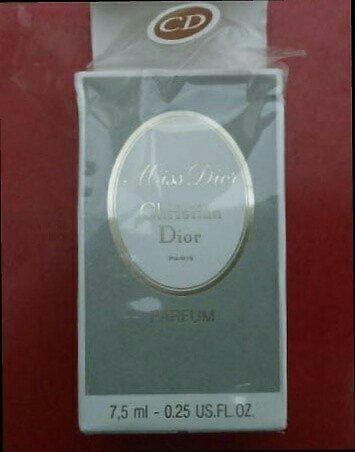 CD
Miss Dior
Christian
Dior
PARIS
PARFUM
7,5 ml - 0.25 US.FL.OZ.